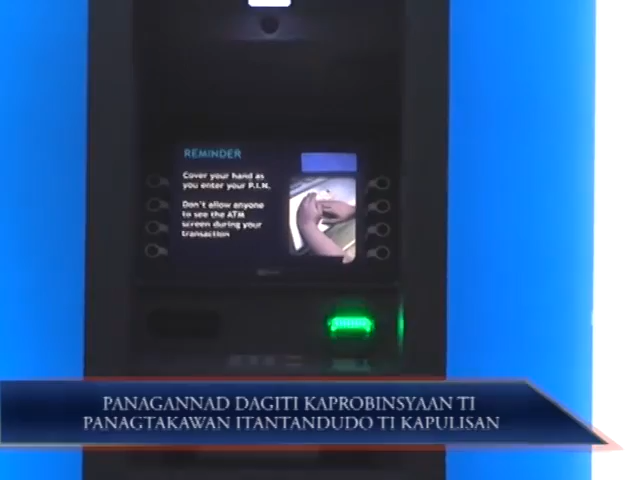 REMINDER
Cover your hand as
you enter your P.I.N.
Don't allow anyone
to see the ATM
screen during your
transaction
PANAGANNAD DAGITI KAPROBINSYAAN TI
PANAGTAKAWAN ITANTANDUDO TI KAPULISAN